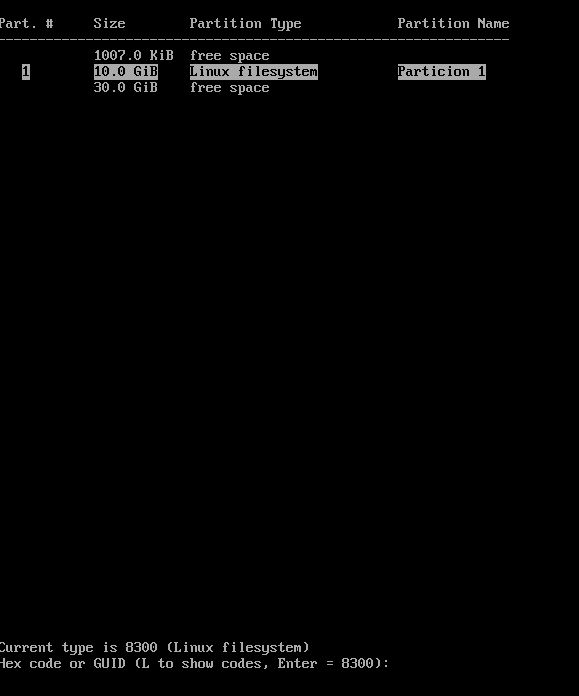 Part. # Size Partition Type Partition Name
1007.0 KiB free space
1 10.0 GiB Linux filesystem Particion 1
30.0 GiB free space
Current type is 8300 (Linux filesystem)
Hex code or GUID (L to show codes, Enter = 8300):